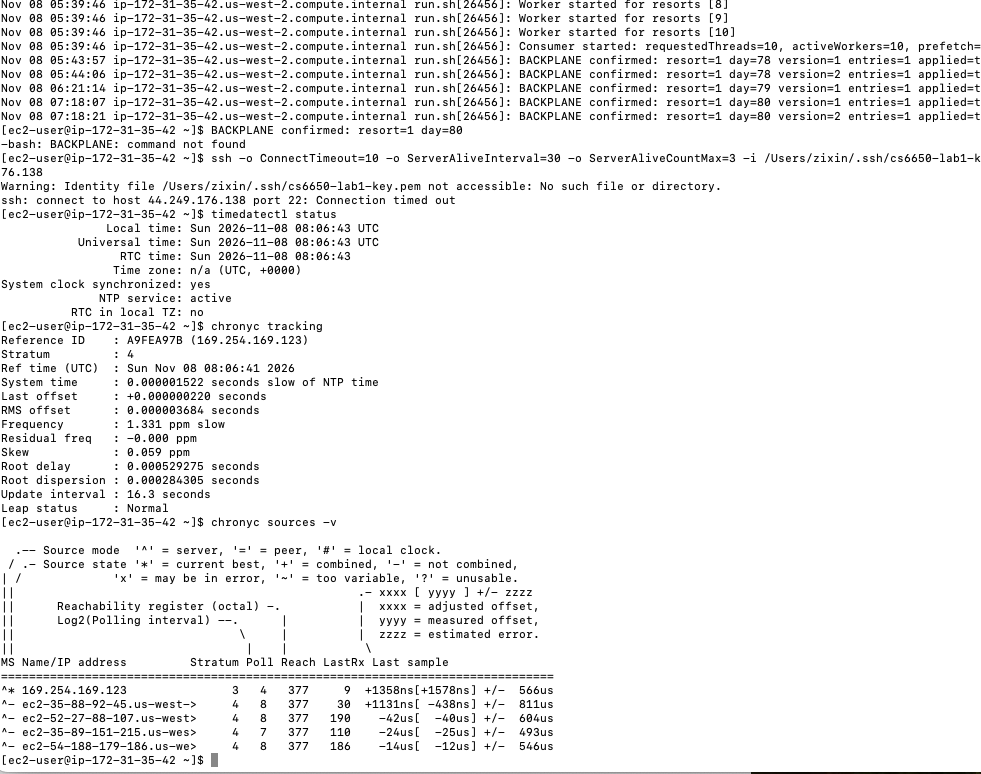 Nov 08 05:39:46 ip-172-31-35-42.us-west-2.compute.internal run.sh[26456]: Worker started for resorts [8]
Nov 08 05:39:46 ip-172-31-35-42.us-west-2.compute.internal run.sh[26456]: Worker started for resorts [9]
Nov 08 05:39:46 ip-172-31-35-42.us-west-2.compute.internal run.sh[26456]: Worker started for resorts [10]
Nov 08 05:39:46 ip-172-31-35-42.us-west-2.compute.internal run.sh[26456]: Consumer started: requestedThreads=10, activeWorkers=10, prefetch=
Nov 08 05:43:57 ip-172-31-35-42.us-west-2.compute.internal run.sh[26456]: BACKPLANE confirmed: resort=1 day=78 version=1 entries=1 applied=t
Nov 08 05:44:06 ip-172-31-35-42.us-west-2.compute.internal run.sh[26456]: BACKPLANE confirmed: resort=1 day=78 version=2 entries=1 applied=t
Nov 08 06:21:14 ip-172-31-35-42.us-west-2.compute.internal run.sh[26456]: BACKPLANE confirmed: resort=1 day=79 version=1 entries=1 applied=t
Nov 08 07:18:07 ip-172-31-35-42.us-west-2.compute.internal run.sh[26456]: BACKPLANE confirmed: resort=1 day=80 version=1 entries=1 applied=t
Nov 08 07:18:21 ip-172-31-35-42.us-west-2.compute.internal run.sh[26456]: BACKPLANE confirmed: resort=1 day=80 version=2 entries=1 applied=t
[ec2-user@ip-172-31-35-42 ~]$ BACKPLANE confirmed: resort=1 day=80
-bash: BACKPLANE: command not found
[ec2-user@ip-172-31-35-42 ~]$ ssh -o ConnectTimeout=10 -o ServerAliveInterval=30 -o ServerAliveCountMax=3 -i /Users/zixin/.ssh/cs6650-lab1-k
76.138
Warning: Identity file /Users/zixin/.ssh/cs6650-lab1-key.pem not accessible: No such file or directory.
ssh: connect to host 44.249.176.138 port 22: Connection timed out
[ec2-user@ip-172-31-35-42 ~]$ timedatectl status
Local time: Sun 2026-11-08 08:06:43 UTC
Universal time: Sun 2026-11-08 08:06:43 UTC
RTC time: Sun 2026-11-08 08:06:43
Time zone: n/a (UTC, +0000)
System clock synchronized: yes
NTP service: active
RTC in local TZ: no
[ec2-user@ip-172-31-35-42 ~]$ chronyc tracking
Reference ID    : A9FEA97B (169.254.169.123)
Stratum         : 4
Ref time (UTC)  : Sun Nov 08 08:06:41 2026
System time     : 0.000001522 seconds slow of NTP time
Last offset     : +0.000000220 seconds
RMS offset      : 0.000003684 seconds
Frequency       : 1.331 ppm slow
Residual freq   : -0.000 ppm
Skew            : 0.059 ppm
Root delay      : 0.000529275 seconds
Root dispersion : 0.000284305 seconds
Update interval : 16.3 seconds
Leap status     : Normal
[ec2-user@ip-172-31-35-42 ~]$ chronyc sources -v
  .-- Source mode  '^' = server, '=' = peer, '#' = local clock.
 / .- Source state '*' = current best, '+' = combined, '-' = not combined,
| /             'x' = may be in error, '~' = too variable, '?' = unusable.
||                                                 .- xxxx [ yyyy ] +/- zzzz
||      Reachability register (octal) -.           |  xxxx = adjusted offset,
||      Log2(Polling interval) --.      |          |  yyyy = measured offset,
||                                \     |          |  zzzz = estimated error.
||                                 |    |           \
MS Name/IP address         Stratum Poll Reach LastRx Last sample
===============================================================================
^* 169.254.169.123               3   4   377     9  +1358ns[+1578ns] +/-  566us
^- ec2-35-88-92-45.us-west->     4   8   377    30  +1131ns[ -438ns] +/-  811us
^- ec2-52-27-88-107.us-west>     4   8   377   190    -42us[  -40us] +/-  604us
^- ec2-35-89-151-215.us-wes>     4   7   377   110    -24us[  -25us] +/-  493us
^- ec2-54-188-179-186.us-we>     4   8   377   186    -14us[  -12us] +/-  546us
[ec2-user@ip-172-31-35-42 ~]$